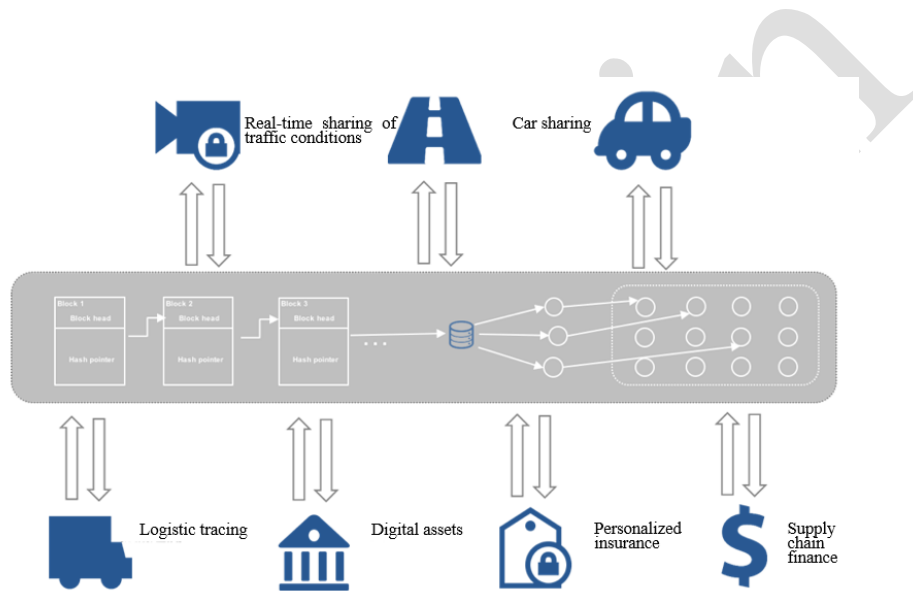 Real-time sharing of
traffic conditions
Car sharing
Block 1
Block head
Hash pointer
Block 2
Block head
Hash pointer
Block 3
Block head
Hash pointer
...
Logistic tracing
Digital assets
Personalized
insurance
Supply
chain
finance